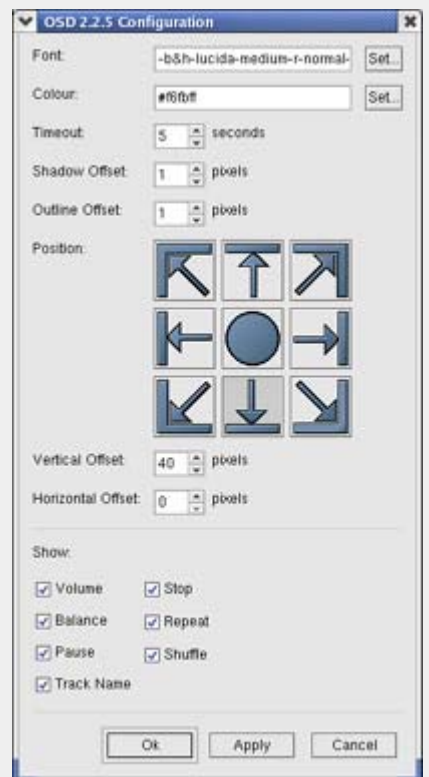 OSD 2.2.5 Configuration
Font: -b&h-lucida-medium-r-normal- Set...
Colour: #f6fbff Set...
Timeout: 5 seconds
Shadow Offset: 1 pixels
Outline Offset: 1 pixels
Position:
Vertical Offset: 40 pixels
Horizontal Offset: 0 pixels
Show:
Volume Stop
Balance Repeat
Pause Shuffle
Track Name
Ok Apply Cancel